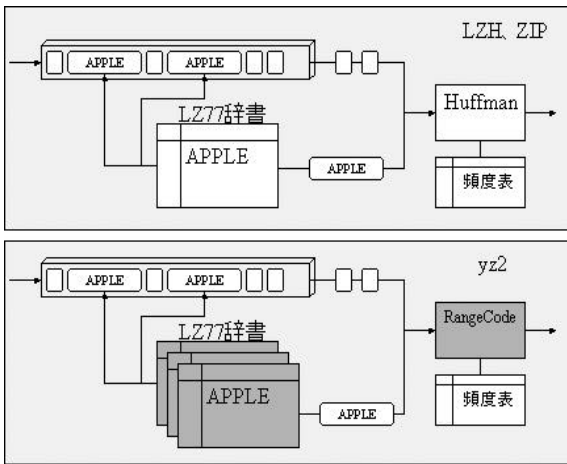 LZH、ZIP
APPLE APPLE
Huffman
LZ77辞書
APPLE
APPLE
頻度表
yz2
APPLE APPLE
RangeCode
LZ77辞書
APPLE
APPLE
頻度表